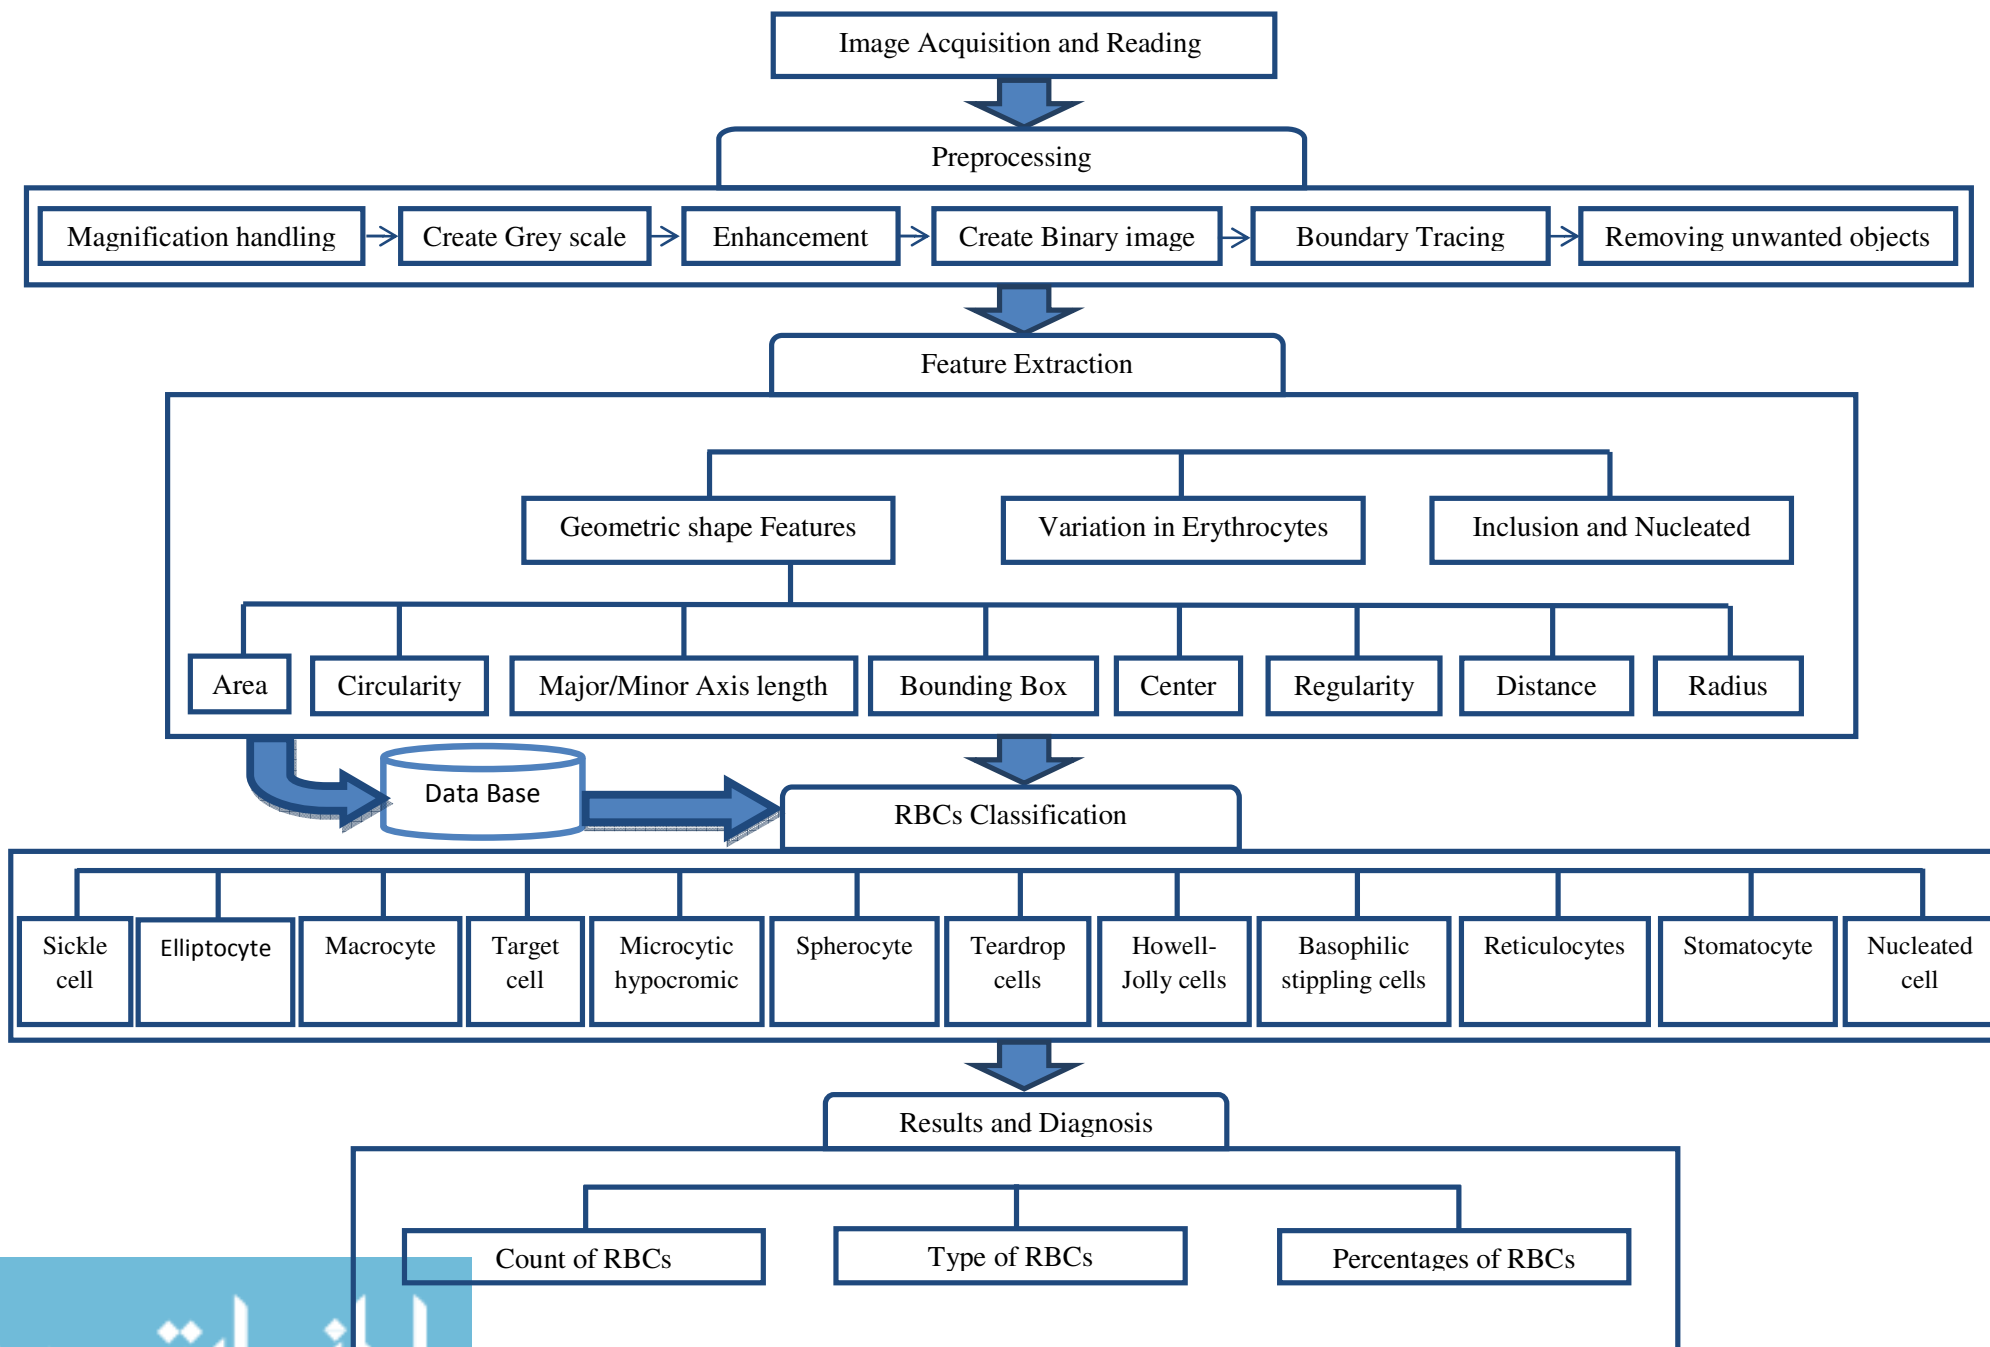 Image Acquisition and Reading
Preprocessing
Magnification handling
Create Grey scale
Enhancement
Create Binary image
Boundary Tracing
Removing unwanted objects
Feature Extraction
Geometric shape Features
Variation in Erythrocytes
Inclusion and Nucleated
Area
Circularity
Major/Minor Axis length
Bounding Box
Center
Regularity
Distance
Radius
Data Base
RBCs Classification
Sickle
cell
Elliptocyte
Macrocyte
Target
cell
Microcytic
hypocromic
Spherocyte
Teardrop
cells
Howell-
Jolly cells
Basophilic
stippling cells
Reticulocytes
Stomatocyte
Nucleated
cell
Results and Diagnosis
Count of RBCs
Type of RBCs
Percentages of RBCs